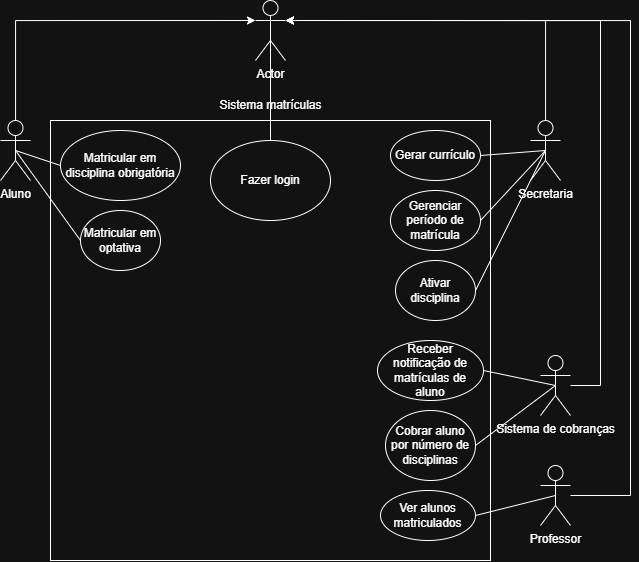 Actor
Sistema matrículas
Aluno
Matricular em
disciplina obrigatória
Matricular em
optativa
Fazer login
Gerar currículo
Gerenciar
período de
matrícula
Ativar
disciplina
Secretaria
Receber
notificação de
matrículas de
aluno
Cobrar aluno
por número de
disciplinas
Sistema de cobranças
Ver alunos
matriculados
Professor